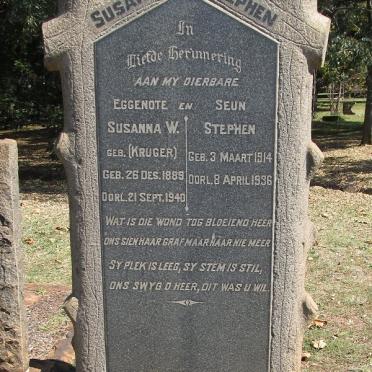 SUSAN STEPHEN
In
Liefde Herinnering
AAN MY DIERBARE
EGGENOTE EN SEUN
SUSANNA W. STEPHEN
GEB. (KRUGER) GEB. 3 MAART 1914
GEB. 26 DES. 1889 OORL. 8 APRIL 1936
OORL. 21 SEPT. 1940
WAT IS DIE WOND TOG BLOEIEND HEER
ONS SIEN HAAR GRAF MAAR HAAR NIE MEER
SY PLEK IS LEEG, SY STEM IS STIL,
ONS SWYG O HEER, DIT WAS U WIL.